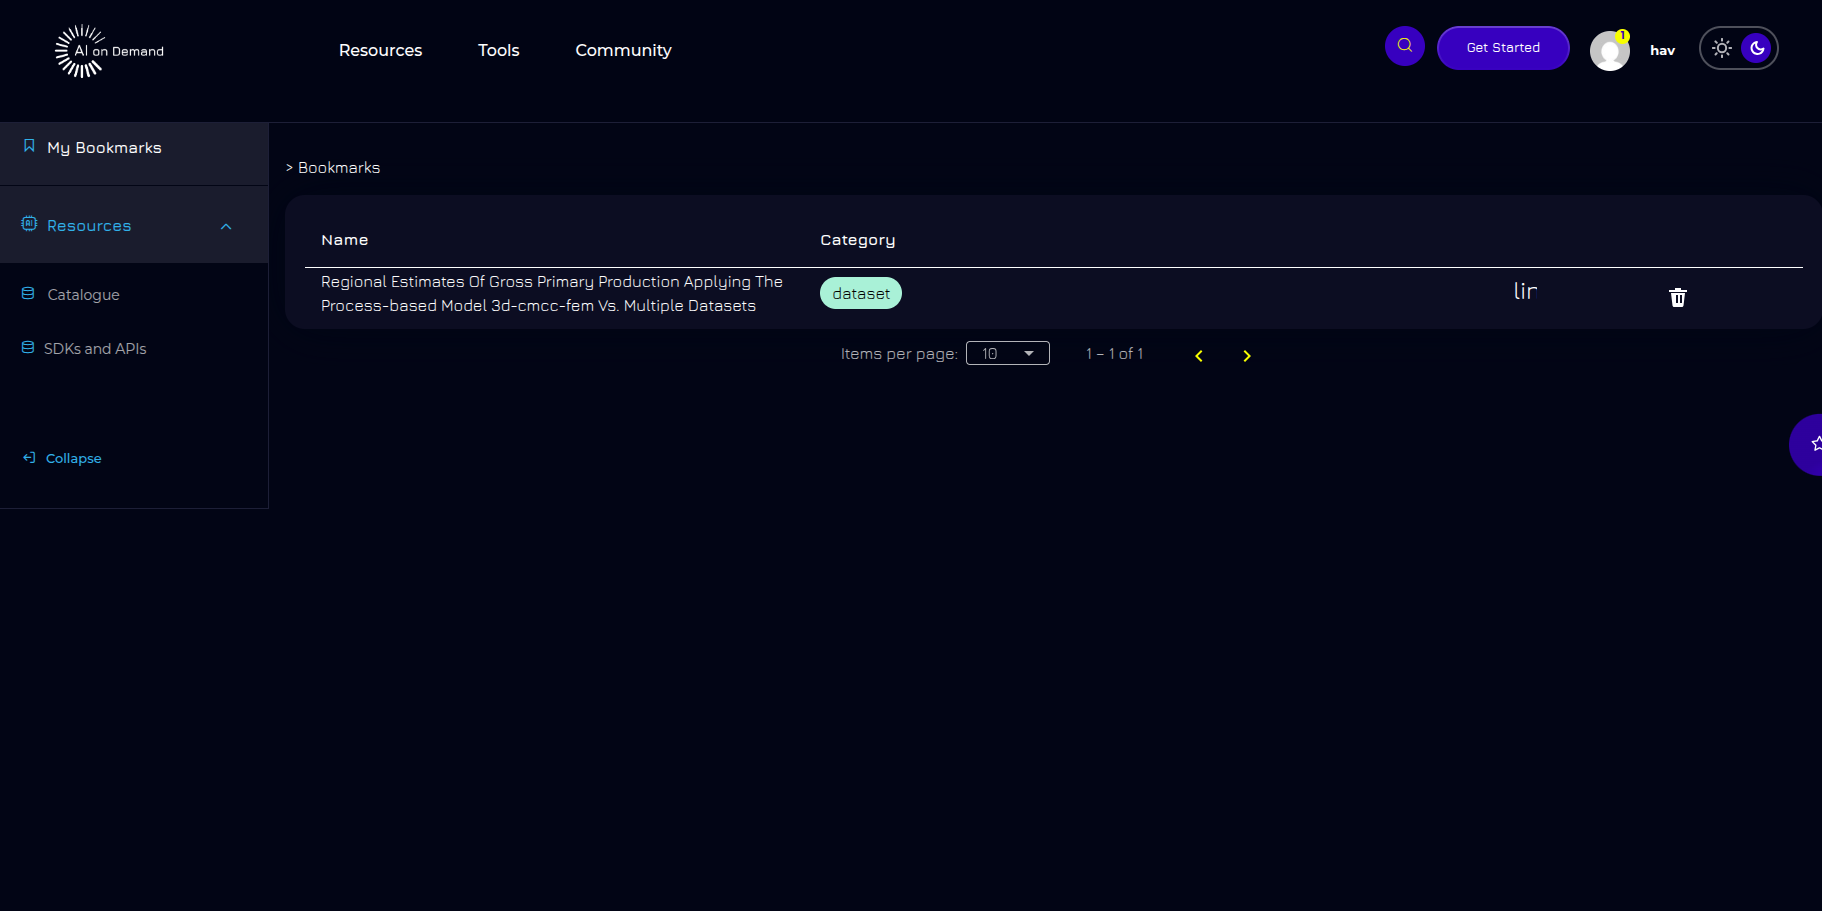 AI on Demand
Resources
Tools
Community
Get Started
1
hav
My Bookmarks
Resources
Catalogue
SDKs and APIs
Collapse
> Bookmarks
Name
Category
Regional Estimates Of Gross Primary Production Applying The
Process-based Model 3d-cmcc-fem Vs. Multiple Datasets
dataset
Items per page:
10
1 – 1 of 1